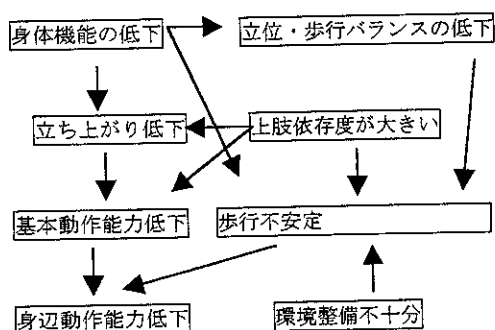 身体機能の低下
立位・歩行バランスの低下
立ち上がり低下
上肢依存度が大きい
基本動作能力低下
歩行不安定
身辺動作能力低下
環境整備不十分